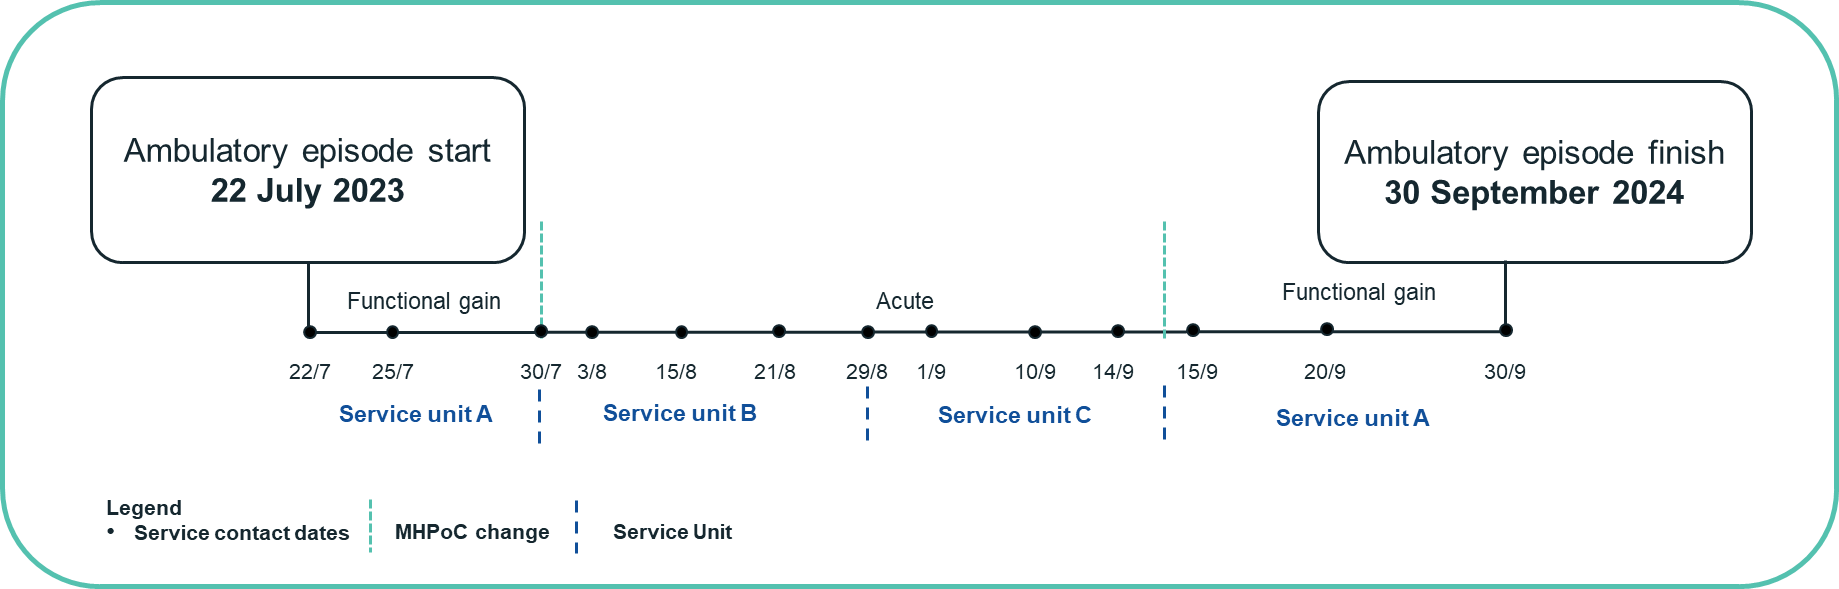 Ambulatory episode start
22 July 2023
Ambulatory episode finish
30 September 2024
Functional gain
Acute
Functional gain
22/7
25/7
30/7
3/8
15/8
21/8
29/8
1/9
10/9
14/9
15/9
20/9
30/9
Service unit A
Service unit B
Service unit C
Service unit A
Legend
• Service contact dates
MHPoC change
Service Unit